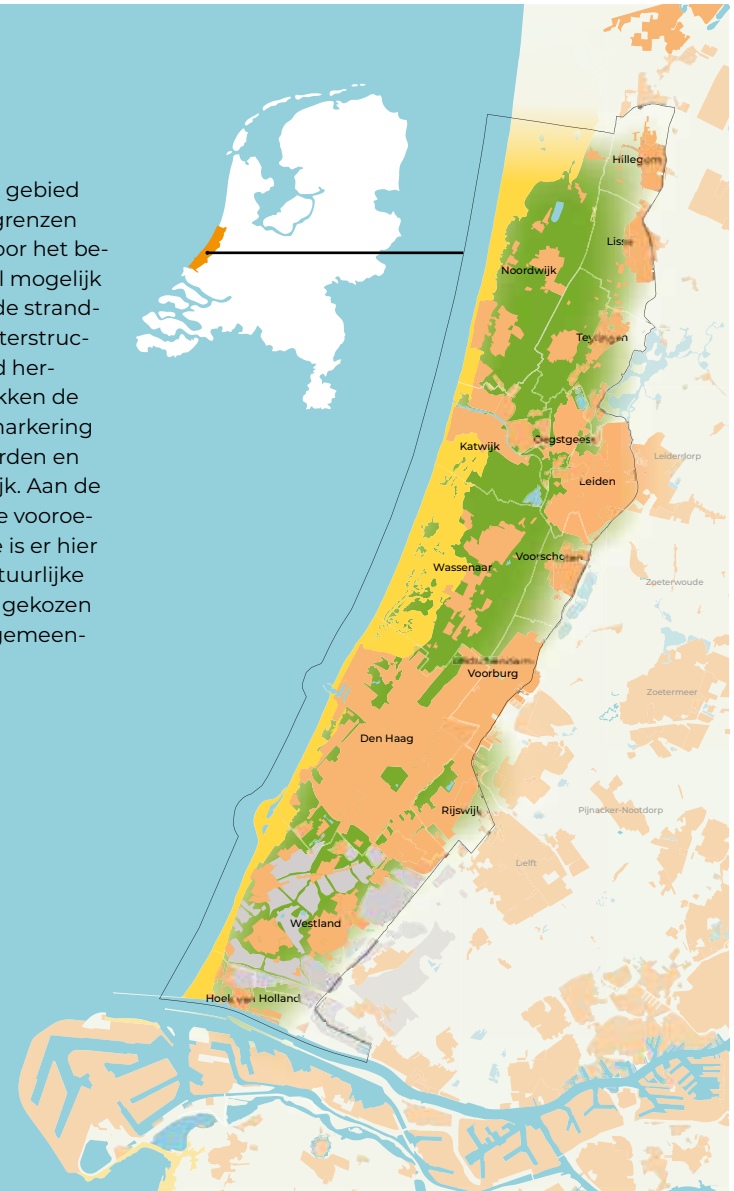 gebied
grenzen
oor het be-
l mogelijk
de strand-
terstruc-
d her-
kken de
markering
rden en
jk. Aan de
e vooroe-
e is er hier
tuurlijke
gekozen
gemeen-
Hillegom
Lisse
Noordwijk
Teylingen
Oegstgeest
Katwijk
Leiderdorp
Leiden
Voorschoten
Wassenaar
Zoeterwoude
Leidschendam
Voorburg
Zoetermeer
Den Haag
Rijswijk
Pijnacker-Nootdorp
Delft
Westland
Hoek van Holland